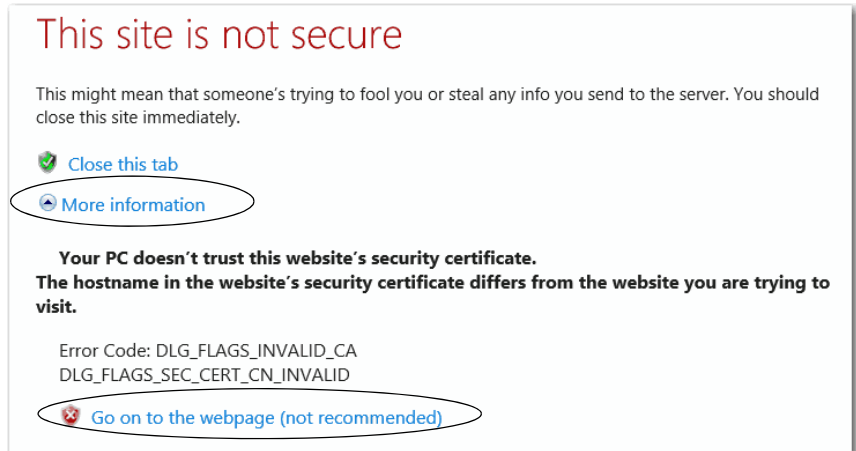 This site is not secure
This might mean that someone’s trying to fool you or steal any info you send to the server. You should
close this site immediately.
Close this tab
More information
Your PC doesn’t trust this website’s security certificate.
The hostname in the website’s security certificate differs from the website you are trying to
visit.
Error Code: DLG_FLAGS_INVALID_CA
DLG_FLAGS_SEC_CERT_CN_INVALID
Go on to the webpage (not recommended)